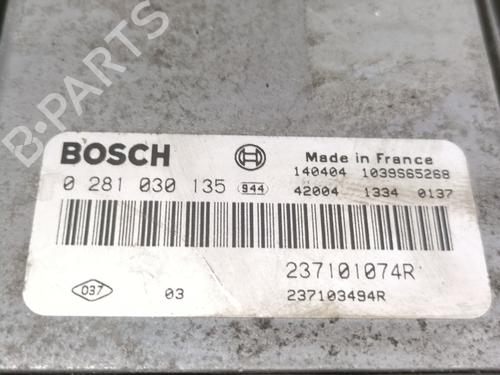 B-PARTS
BOSCH
Made in France
140404 1039S65268
0 281 030 135 944
42004 1334 0137
237101074R
037
03
237103494R